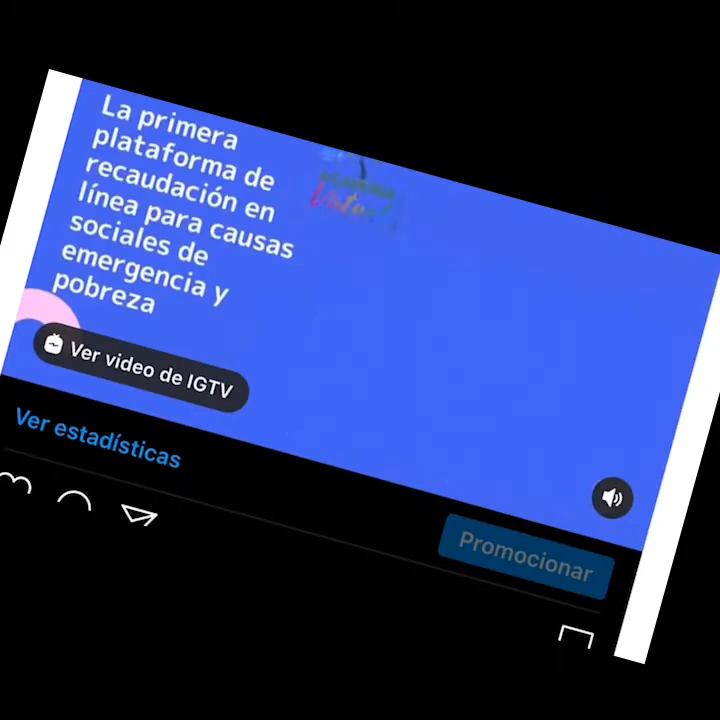 La primera
plataforma de
recaudación en
línea para causas
sociales de
emergencia y
pobreza
Ver video de IGTV
Ver estadísticas
Promocionar